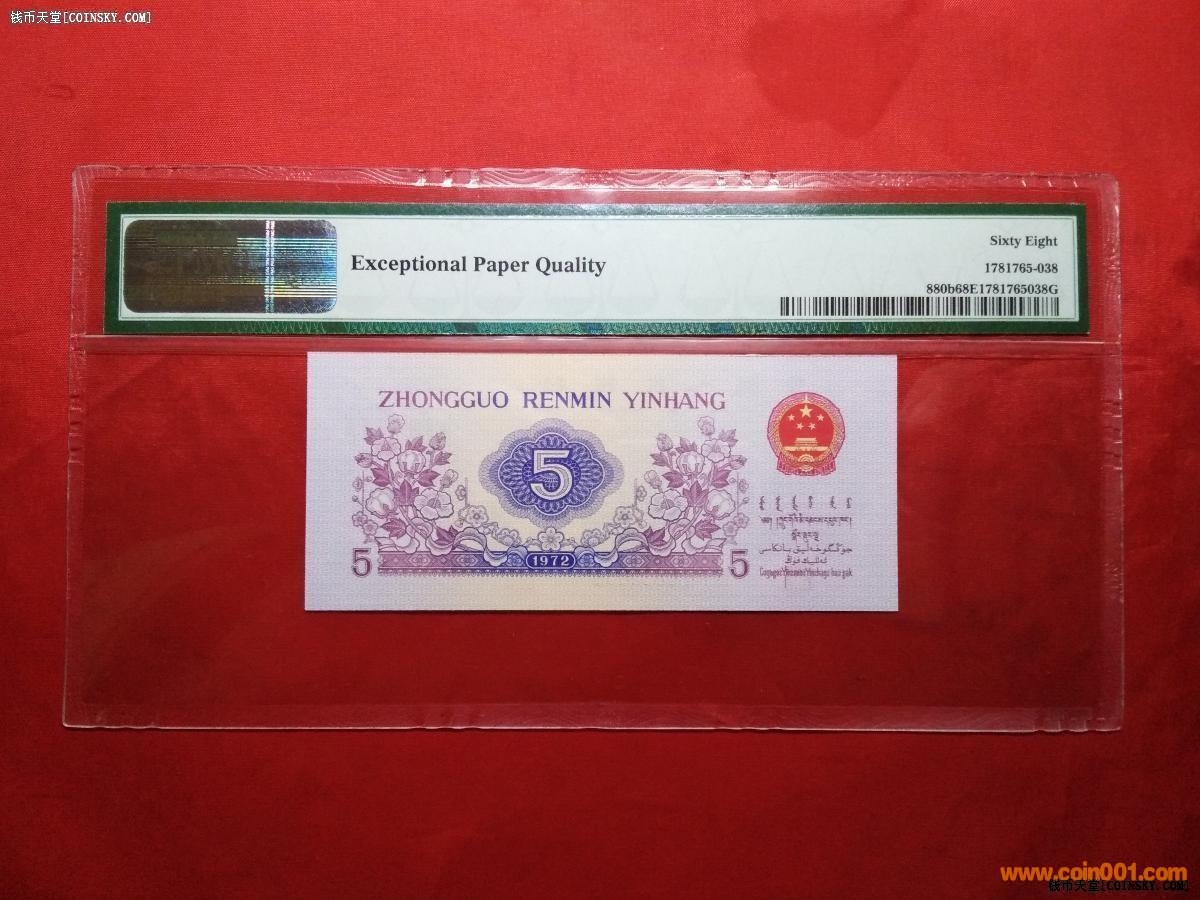 钱币天堂[COINSKY.COM]
Exceptional Paper Quality
Sixty Eight
1781765-038
880b68E1781765038G
ZHONGGUO RENMIN YINHANG
5
5
1972
5
www.coin001.com
钱币天堂[COINSKY.COM]